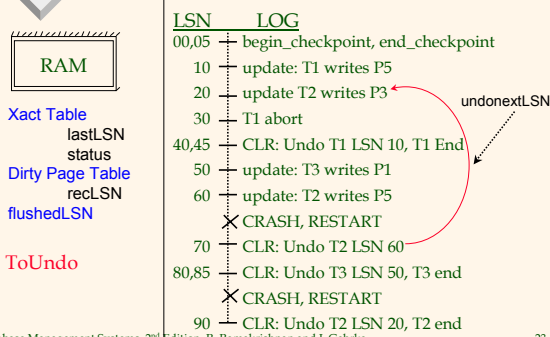 RAM
Xact Table
lastLSN
status
Dirty Page Table
recLSN
flushedLSN
ToUndo
LSN LOG
00,05 begin_checkpoint, end_checkpoint
10 update: T1 writes P5
20 update T2 writes P3
undonextLSN
30 T1 abort
40,45 CLR: Undo T1 LSN 10, T1 End
50 update: T3 writes P1
60 update: T2 writes P5
CRASH, RESTART
70 CLR: Undo T2 LSN 60
80,85 CLR: Undo T3 LSN 50, T3 end
CRASH, RESTART
90 CLR: Undo T2 LSN 20, T2 end